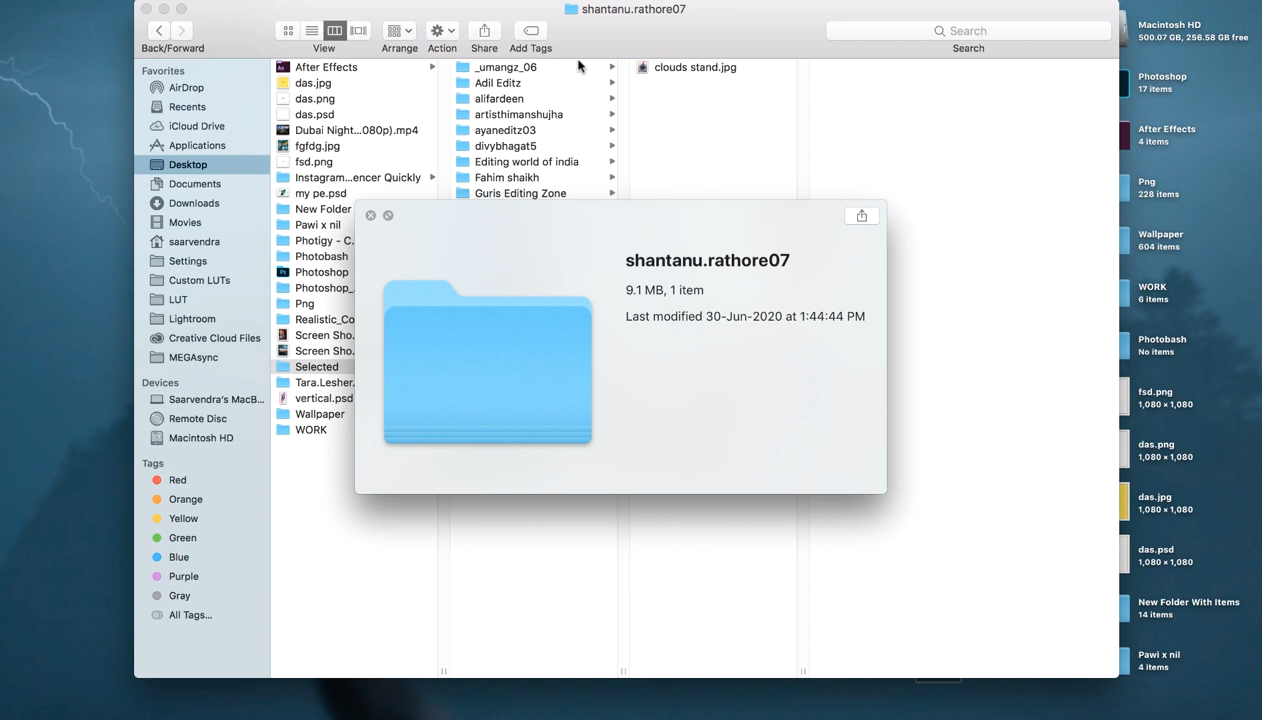 shantanu.rathore07
Back/Forward
View
Arrange
Action
Share
Add Tags
Search
Search
Favorites
AirDrop
Recents
iCloud Drive
Applications
Desktop
Documents
Downloads
Movies
saarvendra
Settings
Custom LUTs
LUT
Lightroom
Creative Cloud Files
MEGAsync
Devices
Saarvendra's MacB...
Remote Disc
Macintosh HD
Tags
Red
Orange
Yellow
Green
Blue
Purple
Gray
All Tags...
After Effects
das.jpg
das.png
das.psd
Dubai Night...080p).mp4
fgfdg.jpg
fsd.png
Instagram...encer Quickly
my pe.psd
New Folder
Pawi x nil
Photigy - C.
Photobash
Photoshop
Photoshop_
Png
Realistic_Co
Screen Sho.
Screen Sho.
Selected
Tara.Lesher.
vertical.psd
Wallpaper
WORK
_umangz_06
Adil Editz
alifardeen
artisthimanshujha
ayaneditz03
divybhagat5
Editing world of india
Fahim shaikh
Guris Editing Zone
clouds stand.jpg
shantanu.rathore07
9.1 MB, 1 item
Last modified 30-Jun-2020 at 1:44:44 PM
Macintosh HD
500.07 GB, 256.58 GB free
Photoshop
17 items
After Effects
4 items
Png
228 items
Wallpaper
604 items
WORK
6 items
Photobash
No items
fsd.png
1,080 × 1,080
das.png
1,080 × 1,080
das.jpg
1,080 × 1,080
das.psd
1,080 × 1,080
New Folder With Items
14 items
Pawi x nil
4 items